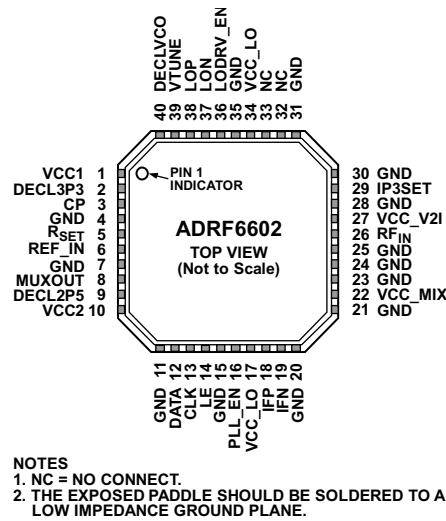 40 DECLVCO
39 VTUNE
38 LOP
37 LON
36 LODRV_EN
35 GND
34 VCC_LO
33 NC
32 NC
31 GND
VCC1 1
DECL3P3 2
CP 3
GND 4
RSET 5
REF_IN 6
GND 7
MUXOUT 8
DECL2P5 9
VCC2 10
PIN 1
INDICATOR
ADRF6602
TOP VIEW
(Not to Scale)
30 GND
29 IP3SET
28 GND
27 VCC_V2I
26 RFIN
25 GND
24 GND
23 GND
22 VCC_MIX
21 GND
GND 11
DATA 12
CLK 13
LE 14
GND 15
PLL_EN 16
VCC_LO 17
IFP 18
IFN 19
GND 20
NOTES
1. NC = NO CONNECT.
2. THE EXPOSED PADDLE SHOULD BE SOLDERED TO A
LOW IMPEDANCE GROUND PLANE.